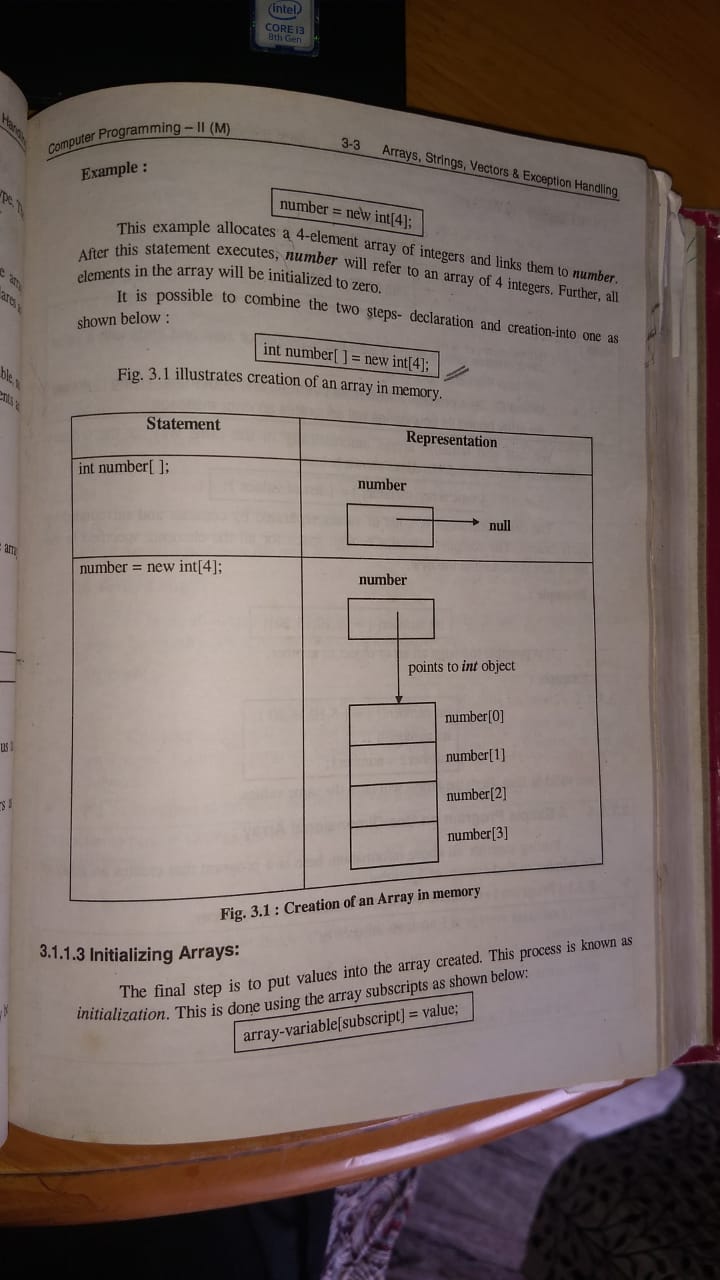 intel
CORE i3
8th Gen
Computer Programming – II (M)
3-3 Arrays, Strings, Vectors & Exception Handling
Example :
number = new int[4];
This example allocates a 4-element array of integers and links them to number.
After this statement executes, number will refer to an array of 4 integers. Further, all
elements in the array will be initialized to zero.
It is possible to combine the two steps- declaration and creation-into one as
shown below :
int number[ ] = new int[4];
Fig. 3.1 illustrates creation of an array in memory.
Statement
Representation
int number[ ];
number
null
number = new int[4];
number
points to int object
number[0]
number[1]
number[2]
number[3]
Fig. 3.1 : Creation of an Array in memory
3.1.1.3 Initializing Arrays:
The final step is to put values into the array created. This process is known as
initialization. This is done using the array subscripts as shown below:
array-variable[subscript] = value;